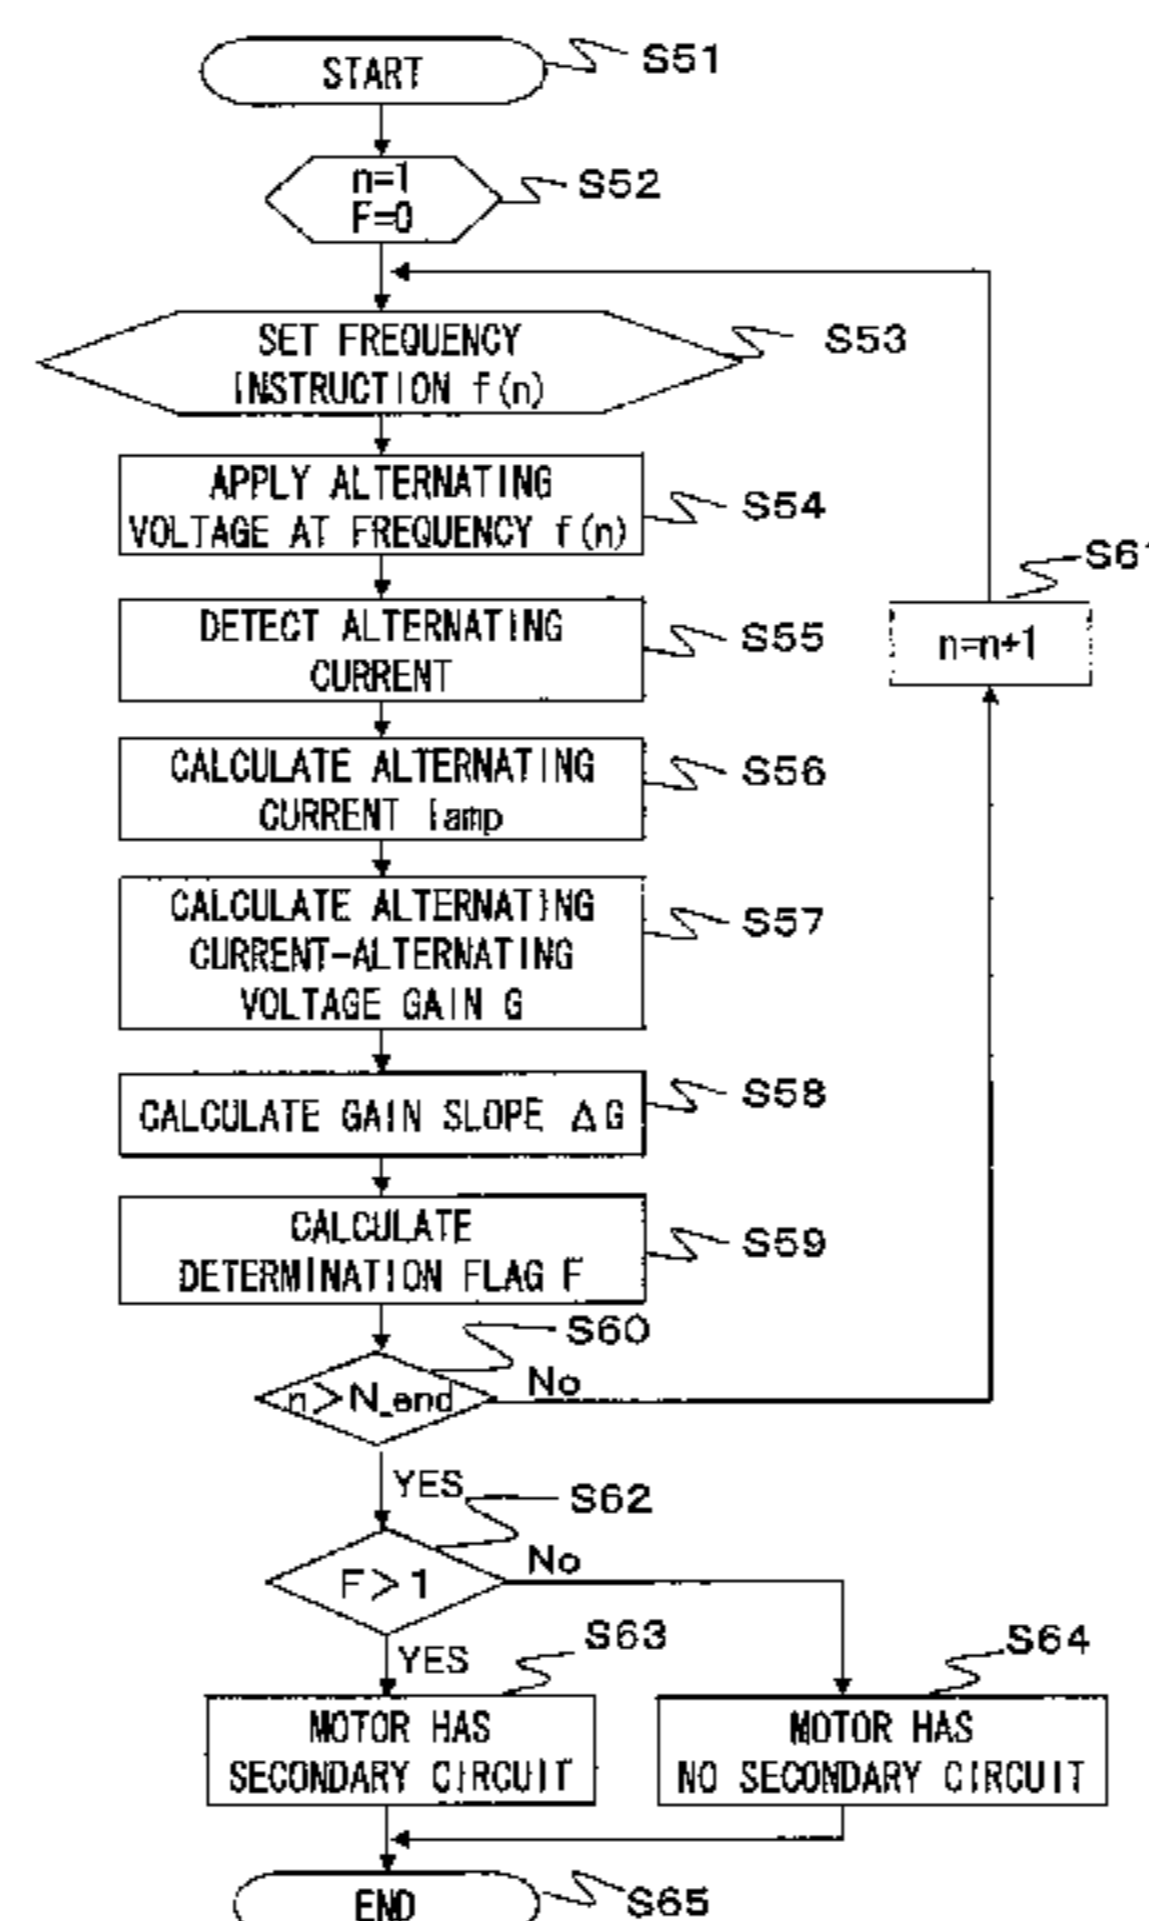 START
S51
n=1
F=0
S52
SET FREQUENCY
INSTRUCTION f(n)
S53
APPLY ALTERNATING
VOLTAGE AT FREQUENCY f(n)
S54
DETECT ALTERNATING
CURRENT
S55
n=n+1
S61
CALCULATE ALTERNATING
CURRENT Iamp
S56
CALCULATE ALTERNATING
CURRENT-ALTERNATING
VOLTAGE GAIN G
S57
CALCULATE GAIN SLOPE ΔG
S58
CALCULATE
DETERMINATION FLAG F
S59
S60
n>N_end
No
YES
S62
F>1
No
YES
S63
S64
MOTOR HAS
SECONDARY CIRCUIT
MOTOR HAS
NO SECONDARY CIRCUIT
END
S65